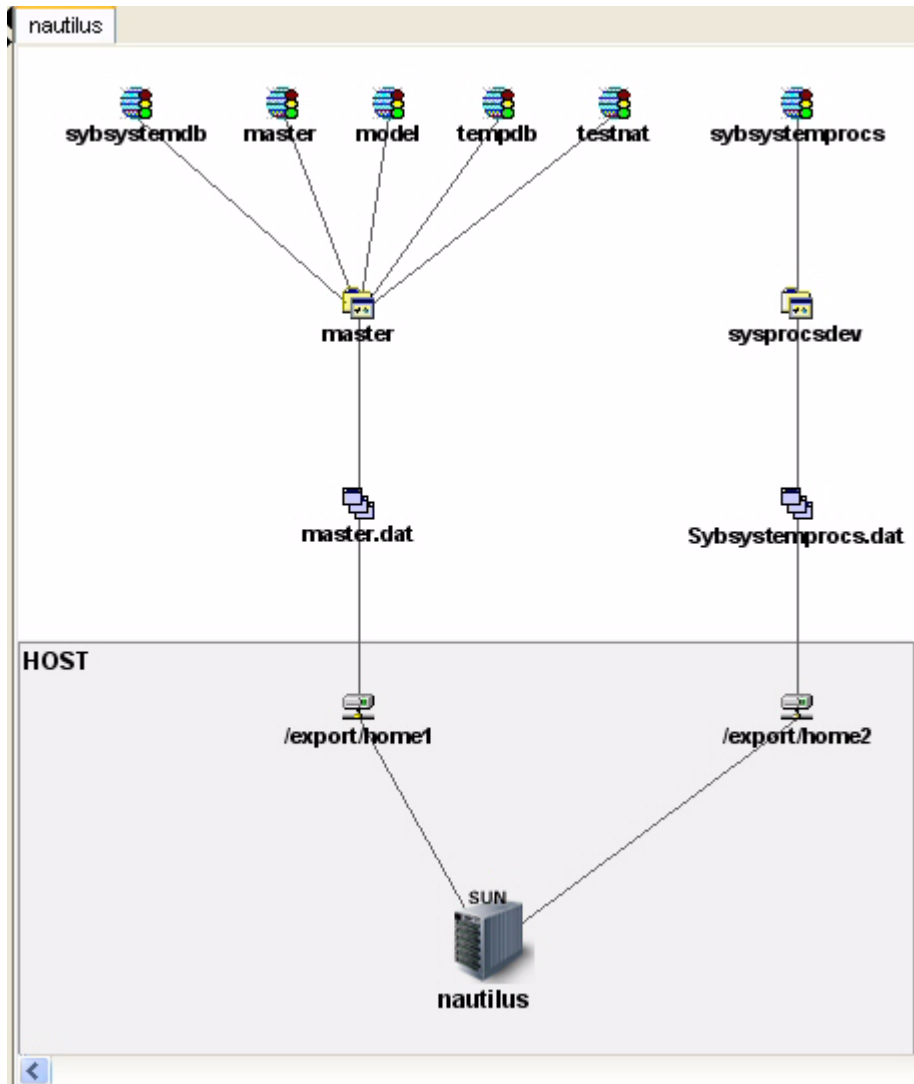 nautilus
sybsystemdb master model tempdb testnat sybsystemprocs
master sysprocsdev
master.dat Sybsystemprocs.dat
HOST
/export/home1 /export/home2
SUN
nautilus